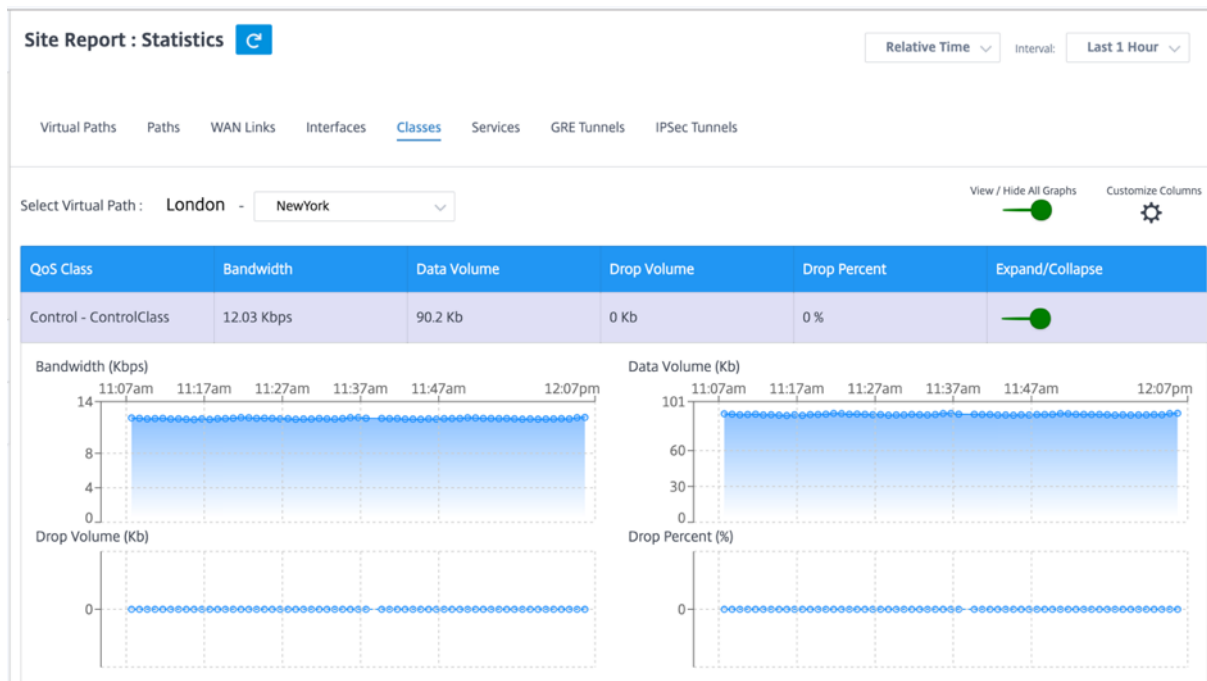 Site Report : Statistics
Relative Time Interval: Last 1 Hour
Virtual Paths Paths WAN Links Interfaces Classes Services GRE Tunnels IPSec Tunnels
Select Virtual Path : London - NewYork
View / Hide All Graphs Customize Columns
QoS Class Bandwidth Data Volume Drop Volume Drop Percent Expand/Collapse
Control - ControlClass 12.03 Kbps 90.2 Kb 0 Kb 0 %
Bandwidth (Kbps)
11:07am 11:17am 11:27am 11:37am 11:47am 12:07pm
14
8
4
0
Data Volume (Kb)
11:07am 11:17am 11:27am 11:37am 11:47am 12:07pm
101
60
30
0
Drop Volume (Kb)
0
Drop Percent (%)
0